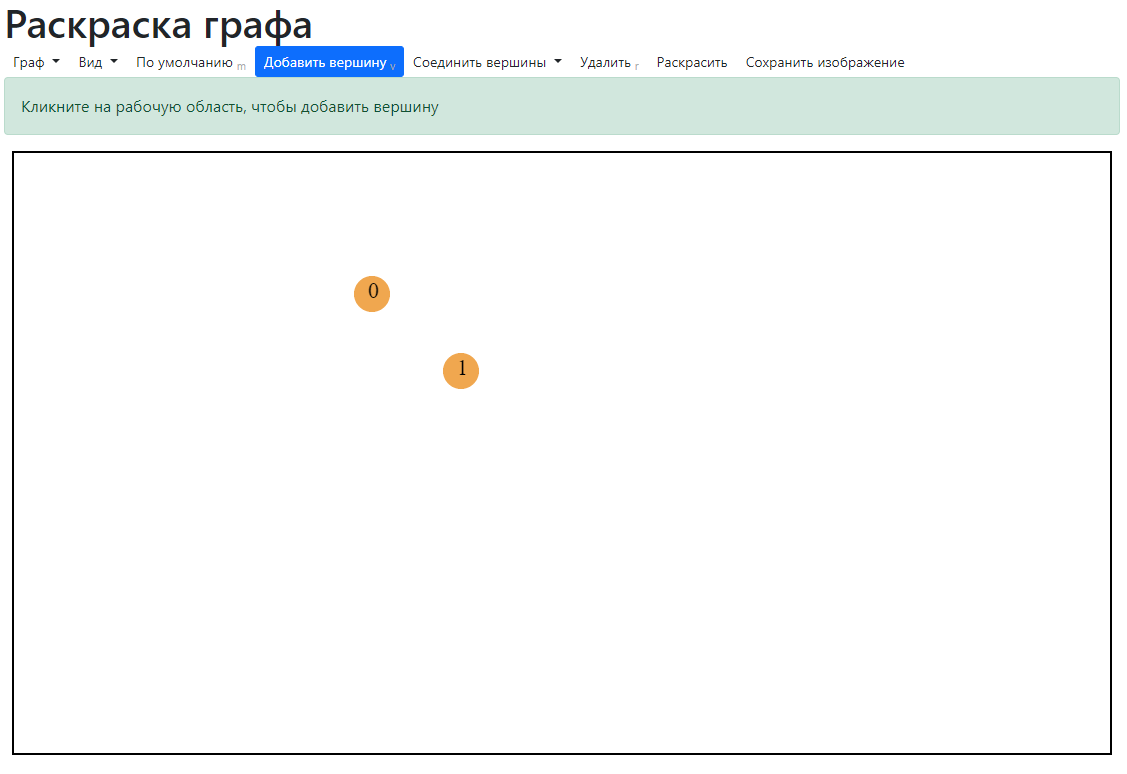 Раскраска графа
Граф Вид По умолчанию m Добавить вершину v Соединить вершины Удалить r Раскрасить Сохранить изображение
Кликните на рабочую область, чтобы добавить вершину
0
1